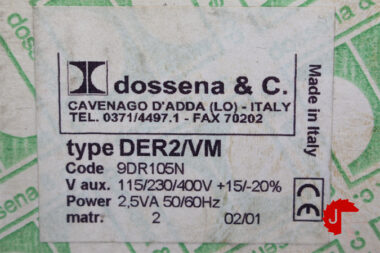 dossena & C.
CAVENAGO D'ADDA (LO) - ITALY
TEL. 0371/4497.1 - FAX 70202
Made in Italy
type DER2/VM
Code 9DR105N
V aux. 115/230/400V +15/-20%
Power 2,5VA 50/60Hz
matr. 2 02/01
CE
J